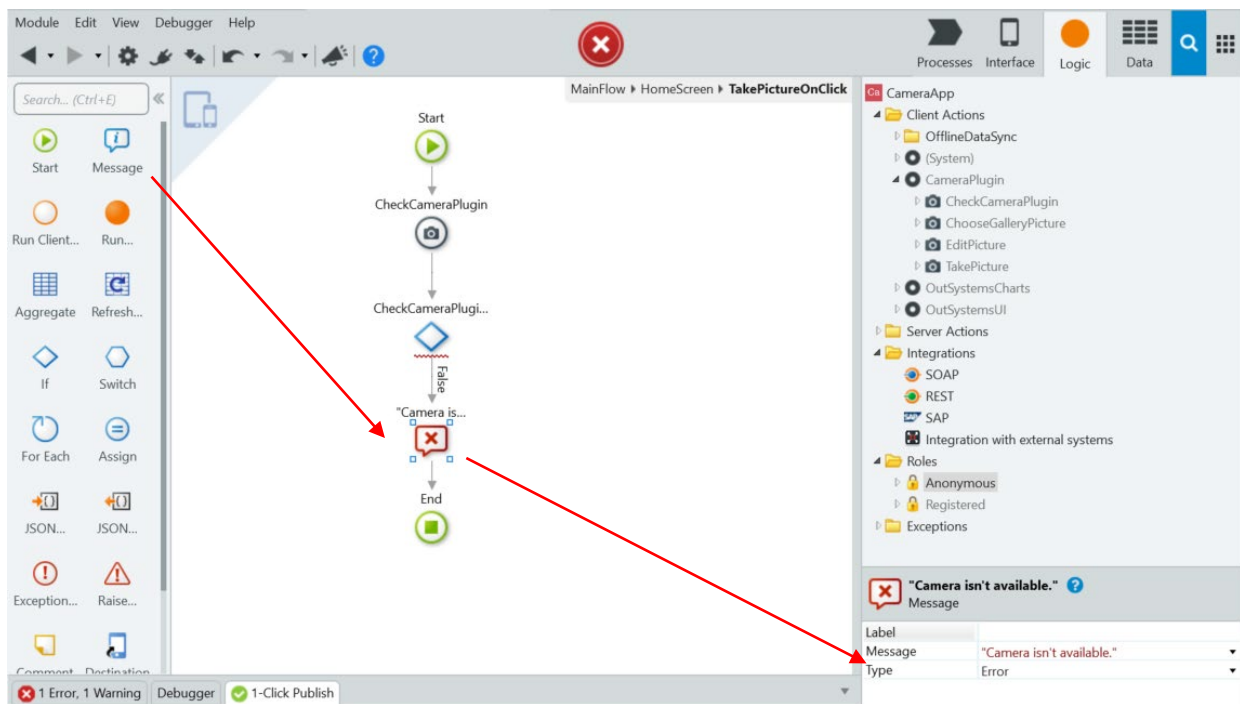 Module Edit View Debugger Help
Processes Interface Logic Data
Search... (Ctrl+E)
Start Message
Run Client... Run...
Aggregate Refresh...
If Switch
For Each Assign
JSON... JSON...
Exception... Raise...
Comment Destination
MainFlow HomeScreen TakePictureOnClick
Start
CheckCameraPlugin
CheckCameraPlugi...
False
"Camera is...
End
Ca CameraApp
Client Actions
OfflineDataSync
(System)
CameraPlugin
CheckCameraPlugin
ChooseGalleryPicture
EditPicture
TakePicture
OutSystemsCharts
OutSystemsUI
Server Actions
Integrations
SOAP
REST
SAP SAP
Integration with external systems
Roles
Anonymous
Registered
Exceptions
"Camera isn't available." ?
Message
Label
Message "Camera isn't available."
Type Error
1 Error, 1 Warning Debugger 1-Click Publish